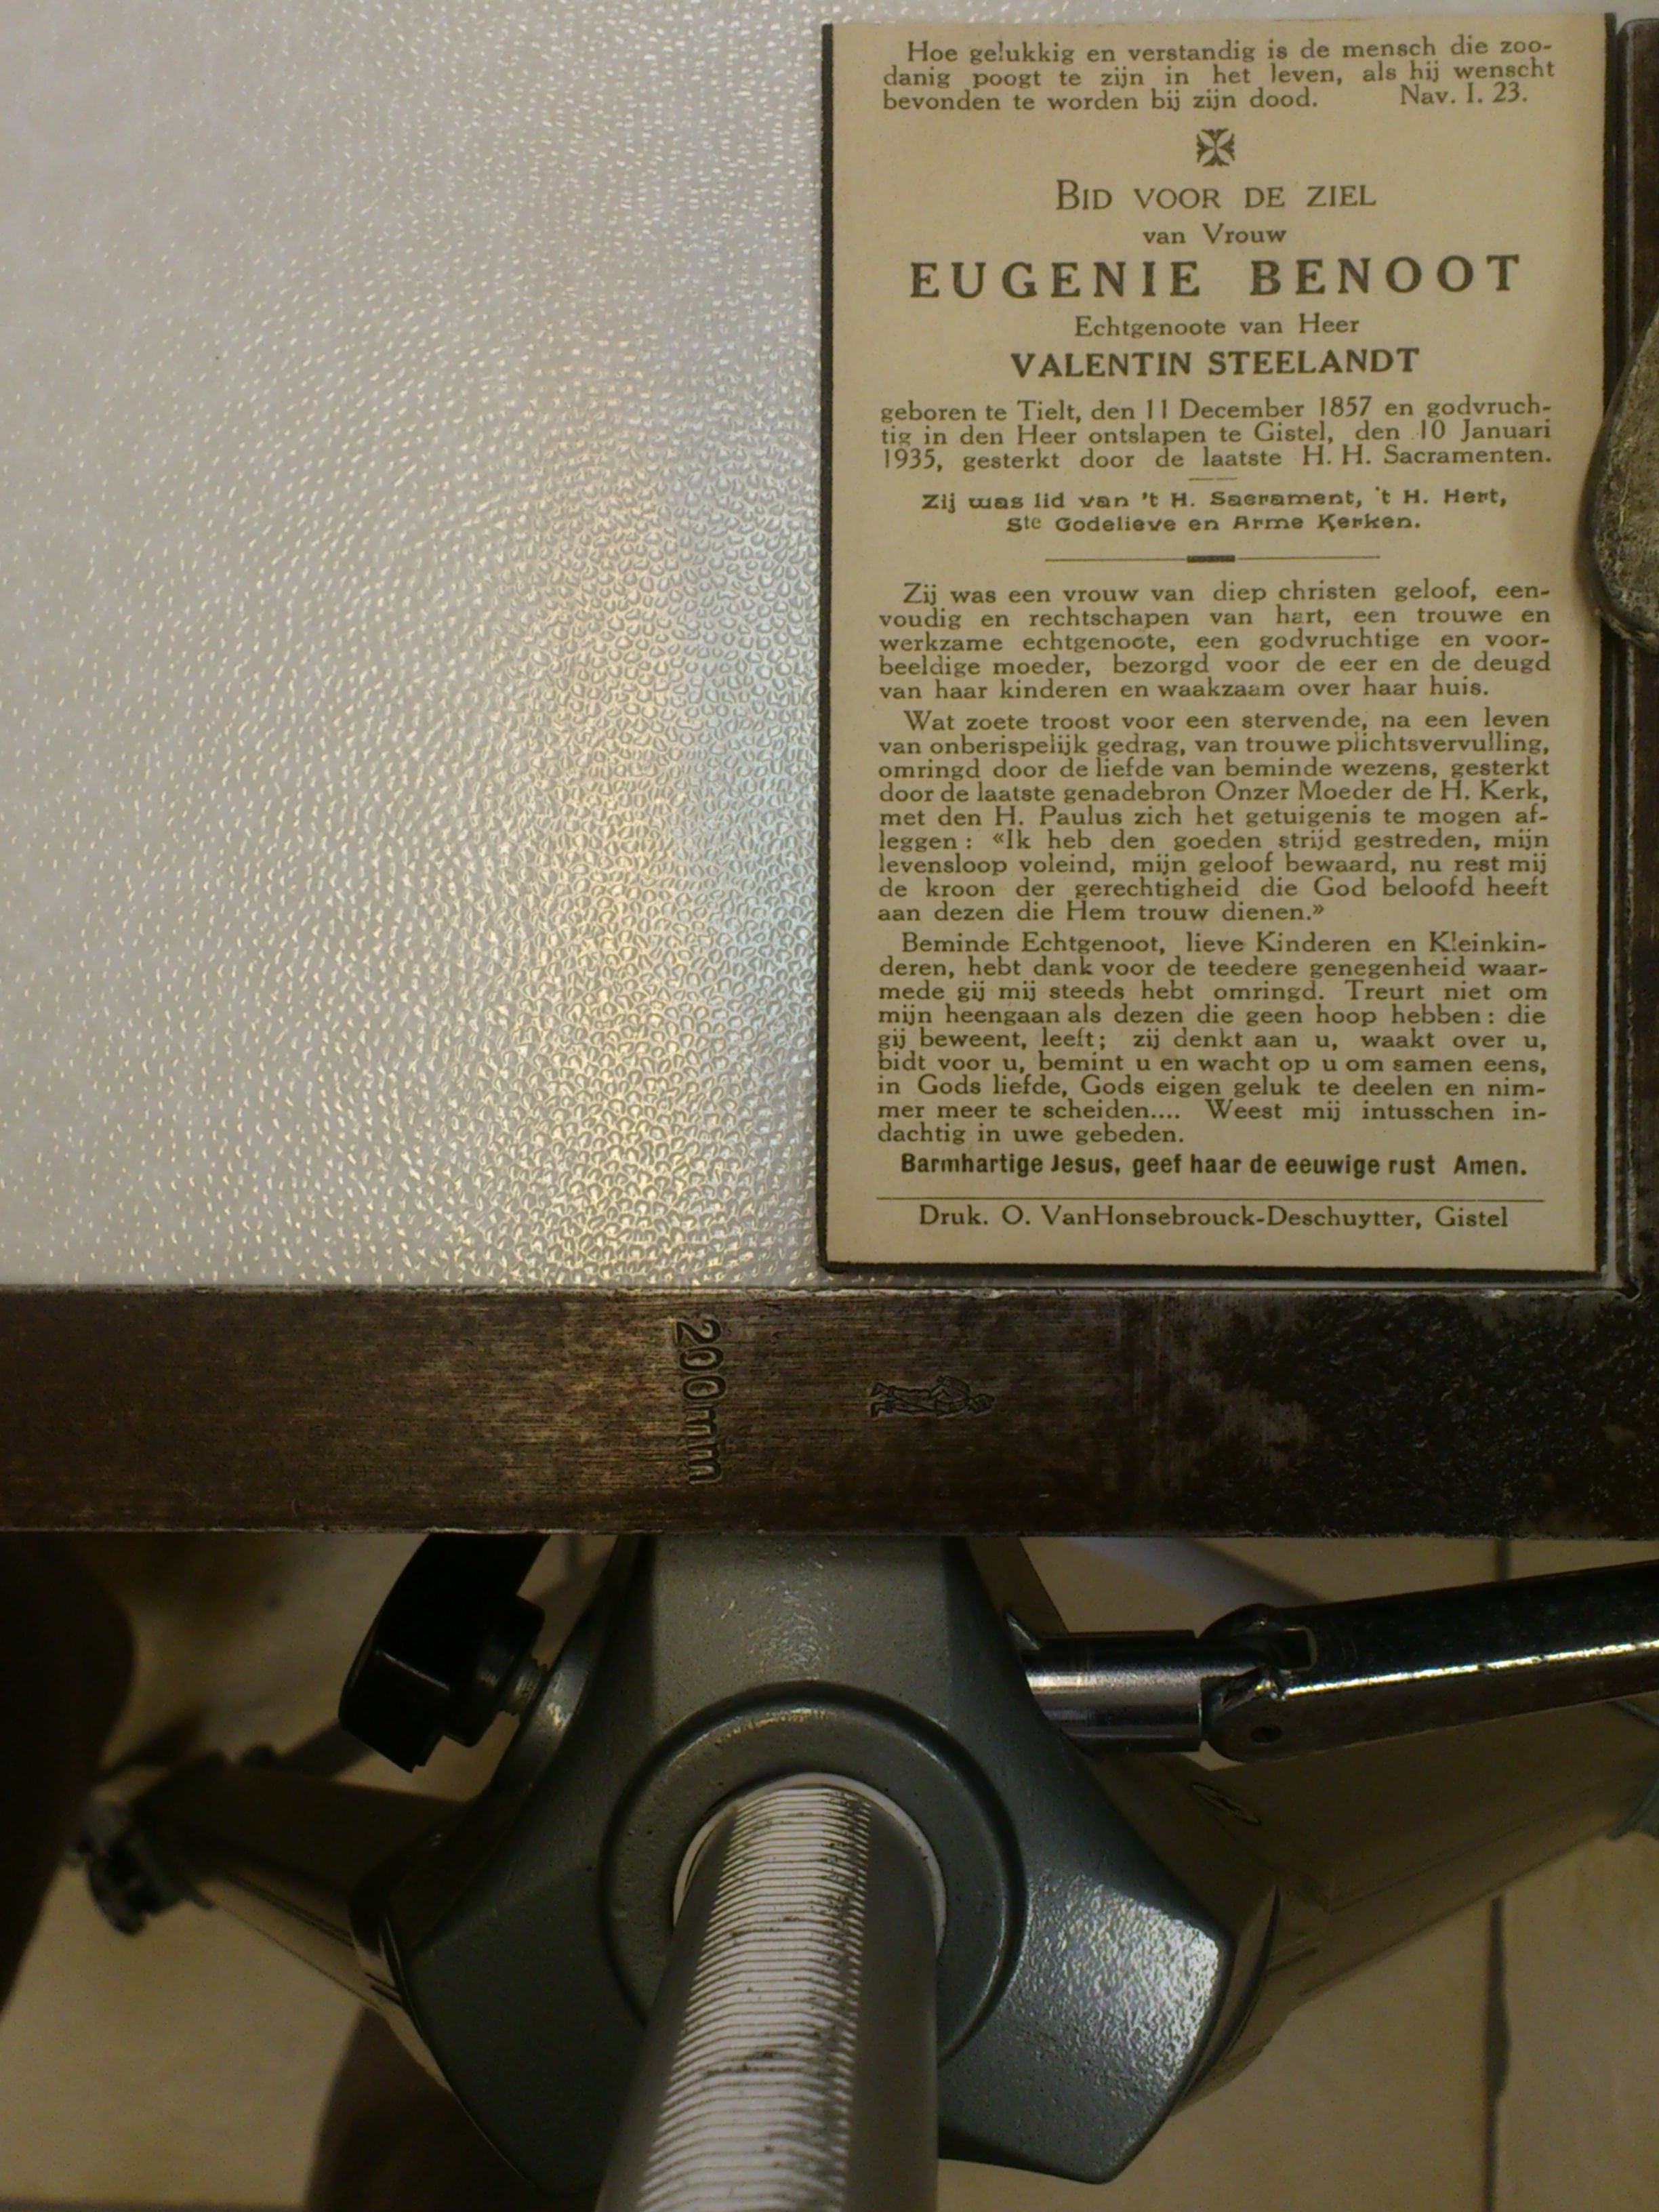 Hoe gelukkig en verstandig is de mensch die zoo-
danig poogt te zijn in het leven, als hij wenscht
bevonden te worden bij zijn dood. Nav. I. 23.
BID VOOR DE ZIEL
van Vrouw
EUGENIE BENOOT
Echtgenoote van Heer
VALENTIN STEELANDT
geboren te Tielt, den 11 December 1857 en godvruch-
tig in den Heer ontslapen te Gistel, den 10 Januari
1935, gesterkt door de laatste H. H. Sacramenten.
Zij was lid van 't H. Sacrament, 't H. Hert,
Ste Godelieve en Arme Kerken.
Zij was een vrouw van diep christen geloof, een-
voudig en rechtschapen van hart, een trouwe en
werkzame echtgenoote, een godvruchtige en voor-
beeldige moeder, bezorgd voor de eer en de deugd
van haar kinderen en waakzaam over haar huis.
Wat zoete troost voor een stervende, na een leven
van onberispelijk gedrag, van trouwe plichtsvervulling,
omringd door de liefde van beminde wezens, gesterkt
door de laatste genadebron Onzer Moeder de H. Kerk,
met den H. Paulus zich het getuigenis te mogen af-
leggen : «Ik heb den goeden strijd gestreden, mijn
levensloop voleind, mijn geloof bewaard, nu rest mij
de kroon der gerechtigheid die God beloofd heeft
aan dezen die Hem trouw dienen.»
Beminde Echtgenoot, lieve Kinderen en Kleinkin-
deren, hebt dank voor de teedere genegenheid waar-
mede gij mij steeds hebt omringd. Treurt niet om
mijn heengaan als dezen die geen hoop hebben : die
gij beweent, leeft; zij denkt aan u, waakt over u,
bidt voor u, bemint u en wacht op u om samen eens,
in Gods liefde, Gods eigen geluk te deelen en nim-
mer meer te scheiden.... Weest mij intusschen in-
dachtig in uwe gebeden.
Barmhartige Jesus, geef haar de eeuwige rust Amen.
Druk. O. VanHonsebrouck-Deschuytter, Gistel
200mm